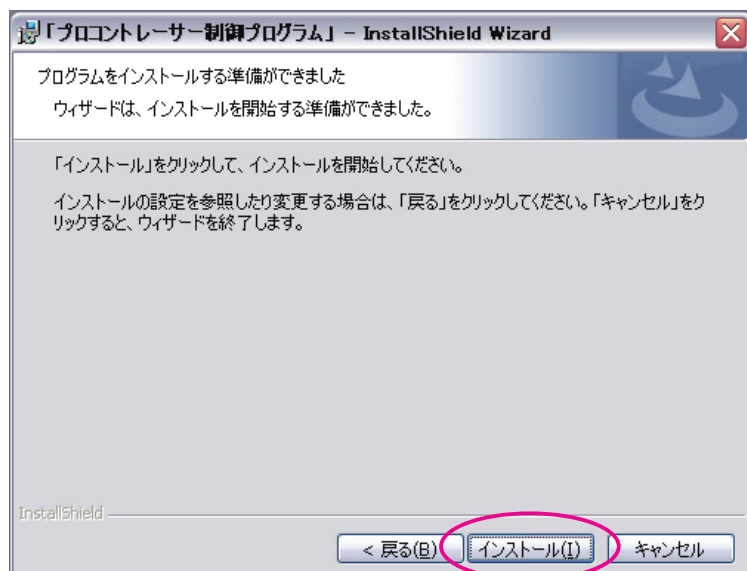 「プロコントレーサー制御プログラム」 - InstallShield Wizard
プログラムをインストールする準備ができました
ウィザードは、インストールを開始する準備ができました。
「インストール」をクリックして、インストールを開始してください。
インストールの設定を参照したり変更する場合は、「戻る」をクリックしてください。「キャンセル」をク
リックすると、ウィザードを終了します。
InstallShield
< 戻る(B) インストール(I) キャンセル